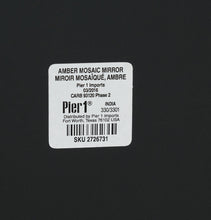 AMBER MOSAIC MIRROR
MIROIR MOSAÏQUÉ, AMBRE
Pier 1 Imports
03/2016
CARB 93120 Phase 2
Pier1® INDIA
330/3301
Distributed by Pier 1 Imports
Fort Worth, Texas 76102 USA
SKU 2726731